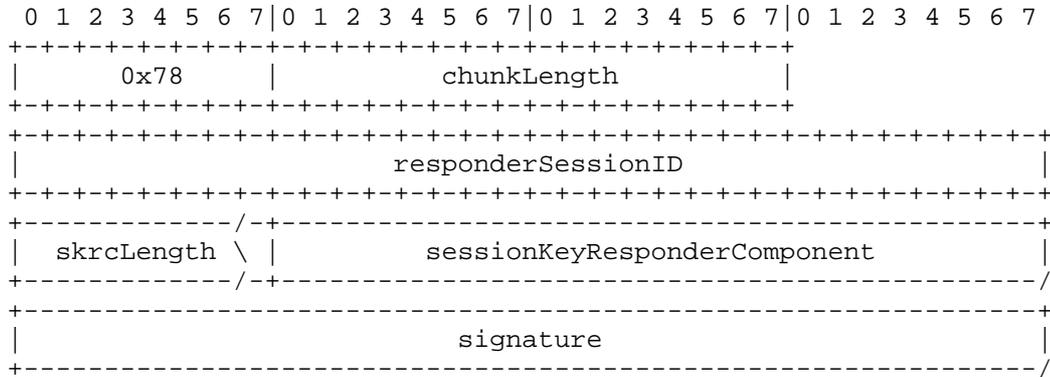 0 1 2 3 4 5 6 7|0 1 2 3 4 5 6 7|0 1 2 3 4 5 6 7|0 1 2 3 4 5 6 7
+-+-+-+-+-+-+-+-+-+-+-+-+-+-+-+-+-+-+-+-+-+-+-+-+
|      0x78     |          chunkLength          |
+-+-+-+-+-+-+-+-+-+-+-+-+-+-+-+-+-+-+-+-+-+-+-+-+
+-+-+-+-+-+-+-+-+-+-+-+-+-+-+-+-+-+-+-+-+-+-+-+-+-+-+-+-+-+-+-+-+
|                       responderSessionID                      |
+-+-+-+-+-+-+-+-+-+-+-+-+-+-+-+-+-+-+-+-+-+-+-+-+-+-+-+-+-+-+-+-+
+-------------/-+-----------------------------------------------+
|  skrcLength \ |         sessionKeyResponderComponent          |
+-------------/-+-----------------------------------------------/
+---------------------------------------------------------------+
|                           signature                           |
+---------------------------------------------------------------/